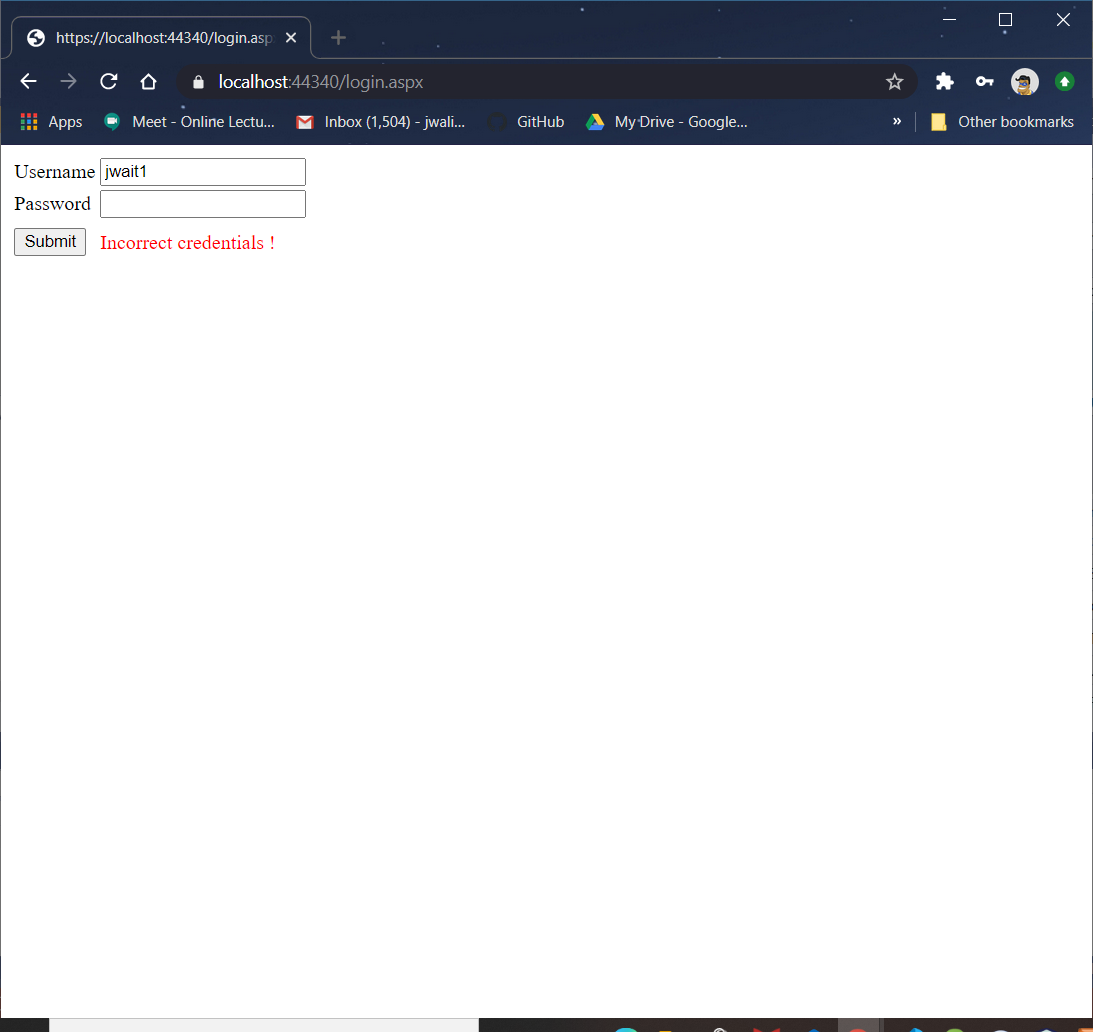 https://localhost:44340/login.asp
localhost:44340/login.aspx
Apps Meet - Online Lectu... Inbox (1,504) - jwali... GitHub My Drive - Google... » Other bookmarks
Username jwait1
Password
Submit Incorrect credentials !